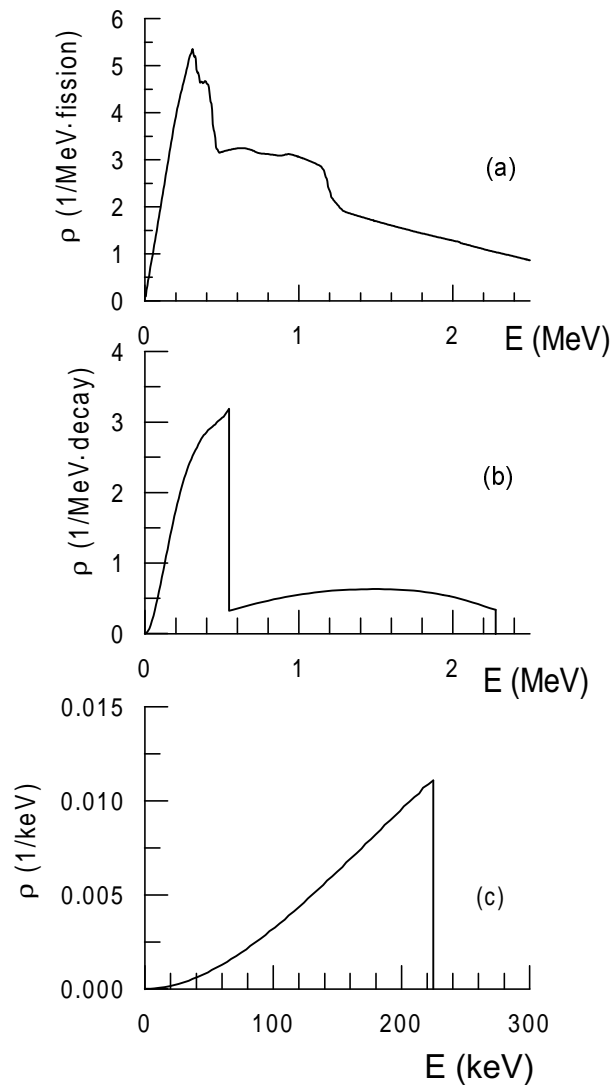 6
5
4
3
2
1
0
ρ (1/MeV·fission)
(a)
0 1 2 E (MeV)
4
3
2
1
0
ρ (1/MeV·decay)
(b)
0 1 2 E (MeV)
0.015
0.010
0.005
0.000
ρ (1/keV)
(c)
0 100 200 300
E (keV)